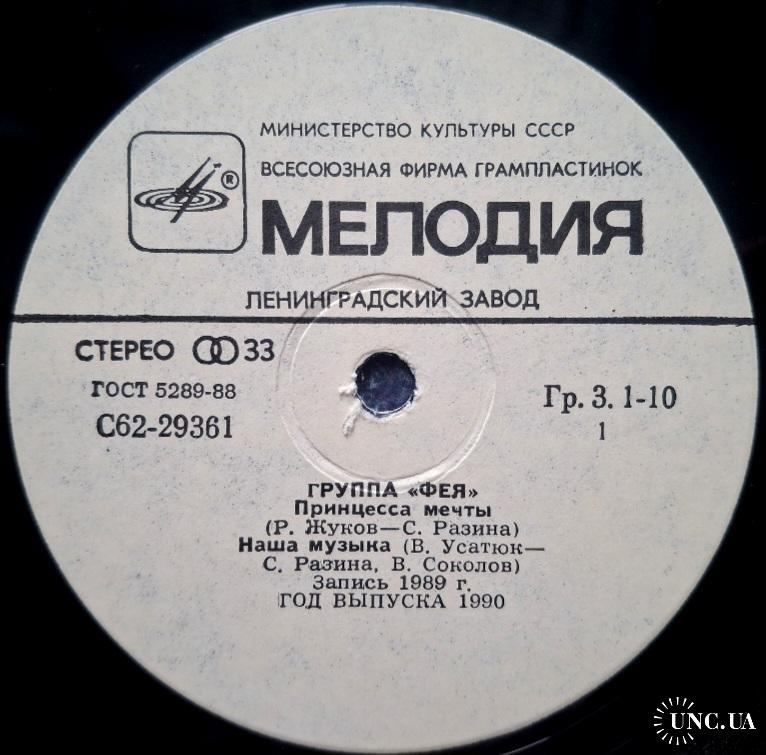 МИНИСТЕРСТВО КУЛЬТУРЫ СССР
ВСЕСОЮЗНАЯ ФИРМА ГРАМПЛАСТИНОК
®
МЕЛОДИЯ
ЛЕНИНГРАДСКИЙ ЗАВОД
СТЕРЕО 33
ГОСТ 5289-88
С62-29361
Гр. 3. 1-10
1
ГРУППА «ФЕЯ»
Принцесса мечты
(Р. Жуков—С. Разина)
Наша музыка (В. Усатюк—
С. Разина, В. Соколов)
Запись 1989 г.
ГОД ВЫПУСКА 1990
UNC.UA